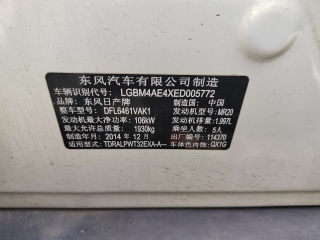 东风汽车有限公司制造
车辆识别代号: LGBM4AE4XED005772
品牌: 东风日产牌 制造国: 中国
整车型号: DFL6461VAK1 发动机型号: MR20
发动机最大净功率: 106kW 发动机排量: 1.997L
最大允许总质量: 1930kg 乘坐人数: 5人
制造年月: 2014年12月 出厂编号: 114370
适用型式: TDRALPWT32EXA-A— 车体色内饰: QX1G